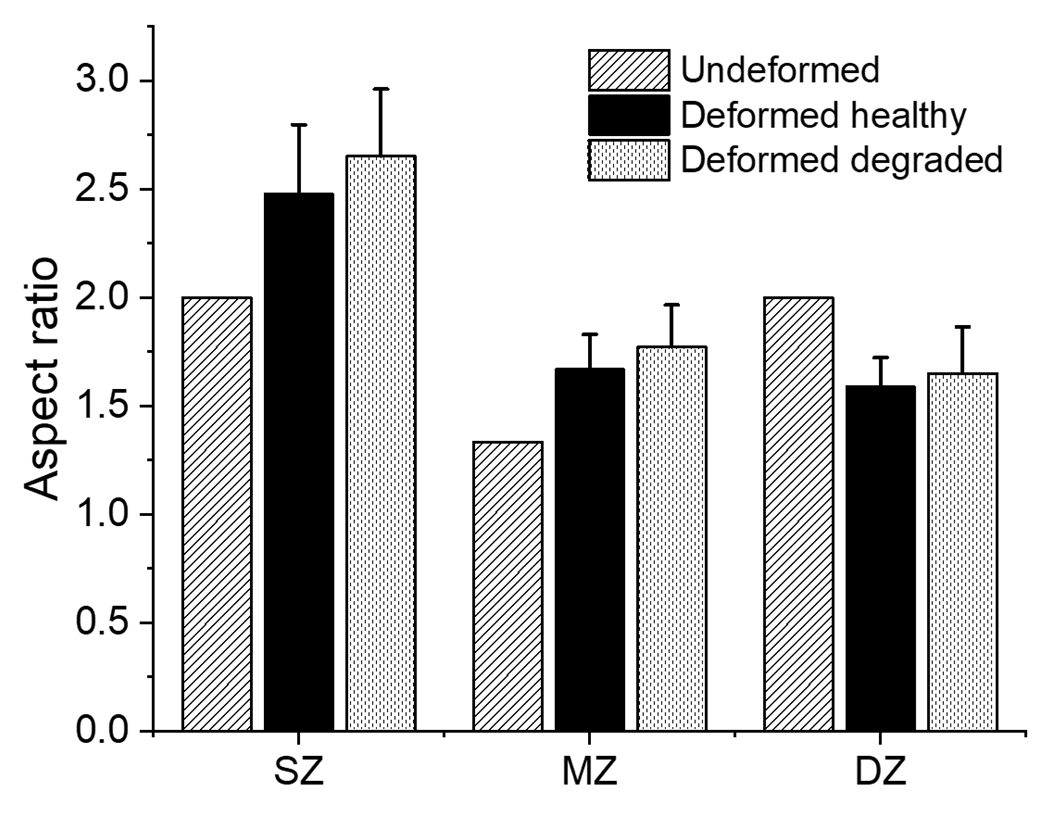 Undeformed
Deformed healthy
Deformed degraded
Aspect ratio
3.0
2.5
2.0
1.5
1.0
0.5
0.0
SZ MZ DZ